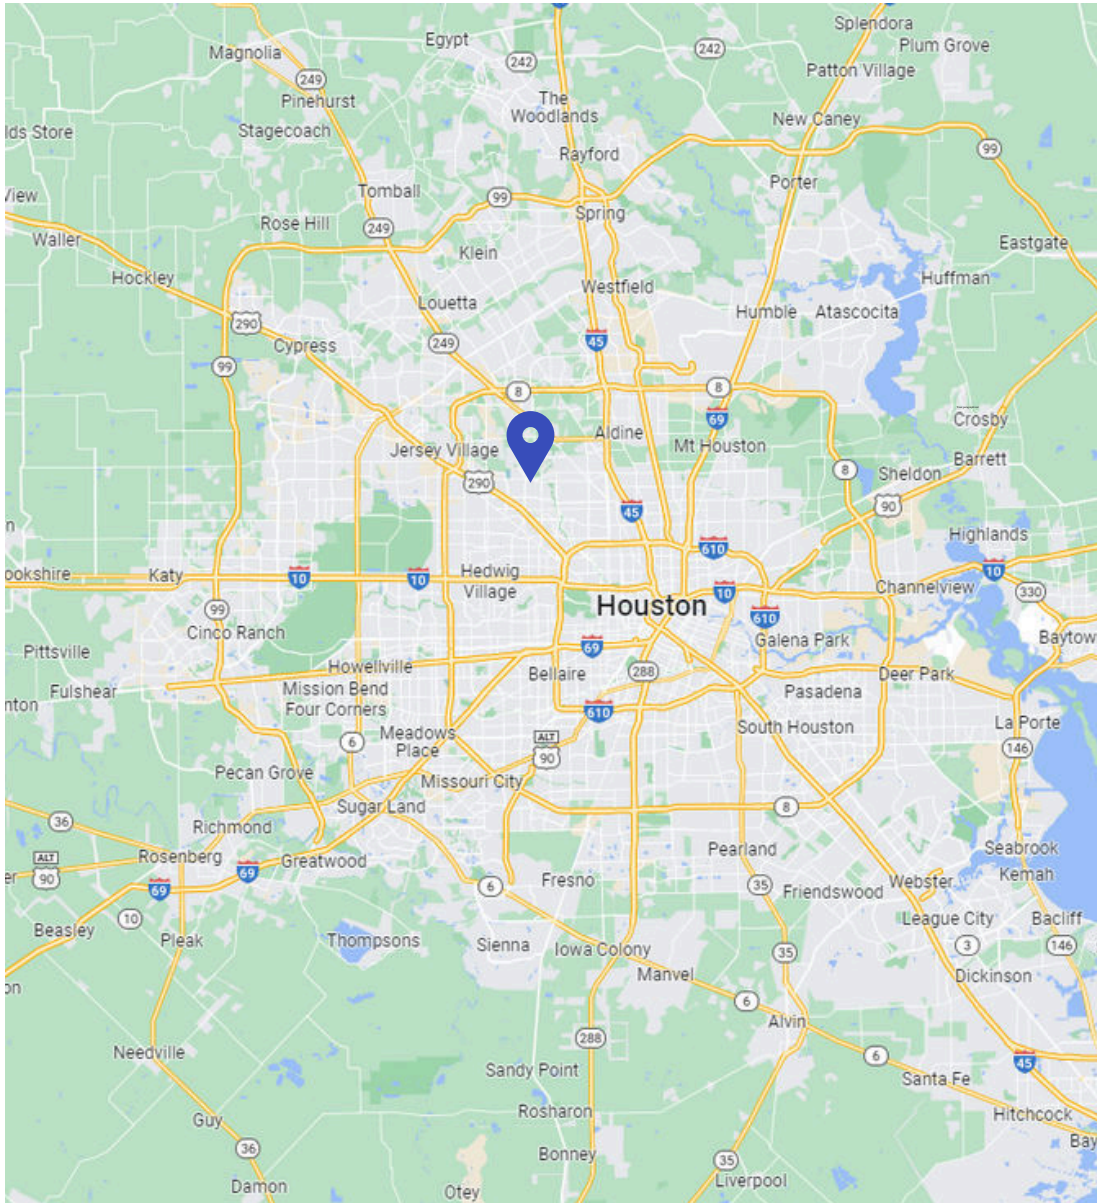 Splendora
Egypt
Plum Grove
Magnolia
242
242
Patton Village
249
Pinehurst
The
Woodlands
New Caney
lds Store
Stagecoach
99
Rayford
Porter
Tomball
View
99
Spring
Rose Hill
249
Waller
Eastgate
Klein
Hockley
Huffman
Westfield
Louetta
Humble
Atascocita
290
45
249
Cypress
99
8
8
69
Crosby
Aldine
Jersey Village
Mt Houston
Barrett
8
Sheldon
290
90
45
n
Highlands
610
10
ookshire
Katy
10
10
Hedwig
Village
Channelview
10
330
Houston
99
610
Cinco Ranch
Galena Park
Baytow
69
Pittsville
Howellville
288
Bellaire
Deer Park
Fulshear
Mission Bend
Four Corners
Pasadena
nton
610
La Porte
South Houston
Meadows
Place
ALT
90
6
146
Pecan Grove
Missouri City
Sugar Land
8
36
Richmond
Pearland
Seabrook
ALT
90
Rosenberg
Greatwood
69
Kemah
er
Fresno
Webster
69
6
35
Friendswood
10
League City
Bacliff
Beasley
Pleak
Thompsons
Sienna
Iowa Colony
3
146
35
Manvel
Dickinson
on
6
Alvin
288
Needville
6
45
Sandy Point
Santa Fe
Rosharon
Hitchcock
Guy
Bay
36
Bonney
35
Damon
Otey
Liverpool